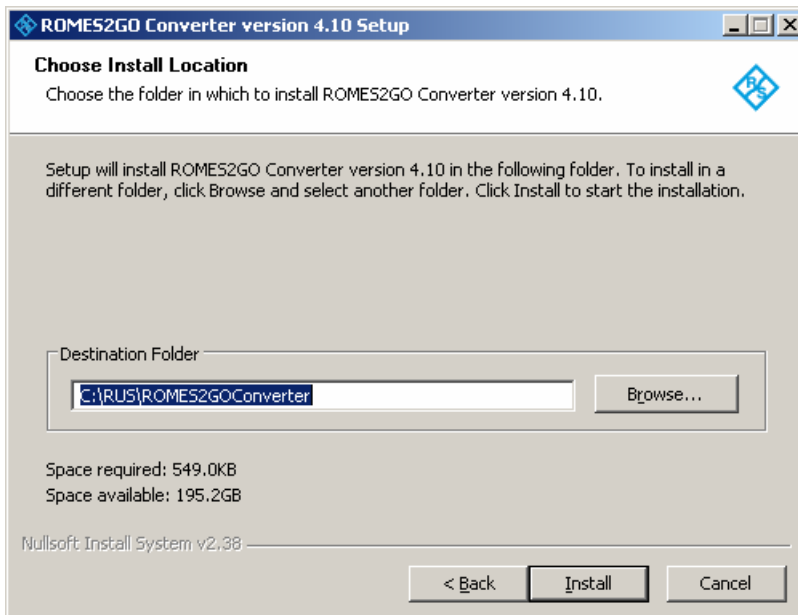 ROMES2GO Converter version 4.10 Setup
Choose Install Location
Choose the folder in which to install ROMES2GO Converter version 4.10.
R
S
Setup will install ROMES2GO Converter version 4.10 in the following folder. To install in a
different folder, click Browse and select another folder. Click Install to start the installation.
Destination Folder
C:\RUS\ROMES2GOConverter
Browse...
Space required: 549.0KB
Space available: 195.2GB
Nullsoft Install System v2.38
< Back
Install
Cancel